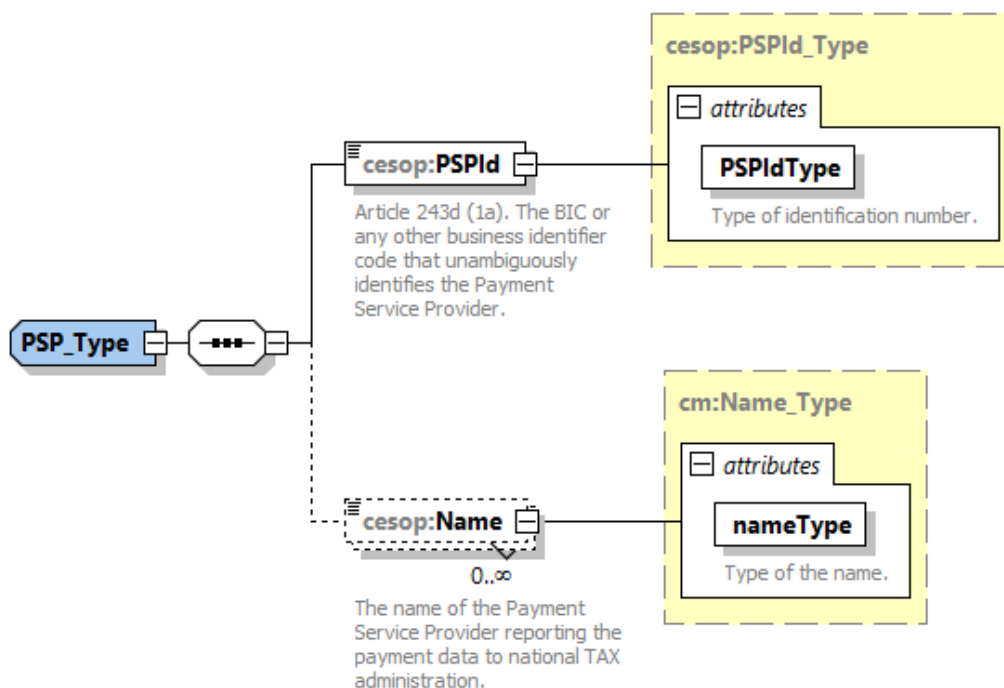 cesop:PSPId_Type
attributes
cesop:PSPId
PSPIdType
Type of identification number.
Article 243d (1a). The BIC or
any other business identifier
code that unambiguously
identifies the Payment
Service Provider.
PSP_Type
cm:Name_Type
attributes
cesop:Name
nameType
Type of the name.
0..∞
The name of the Payment
Service Provider reporting the
payment data to national TAX
administration.